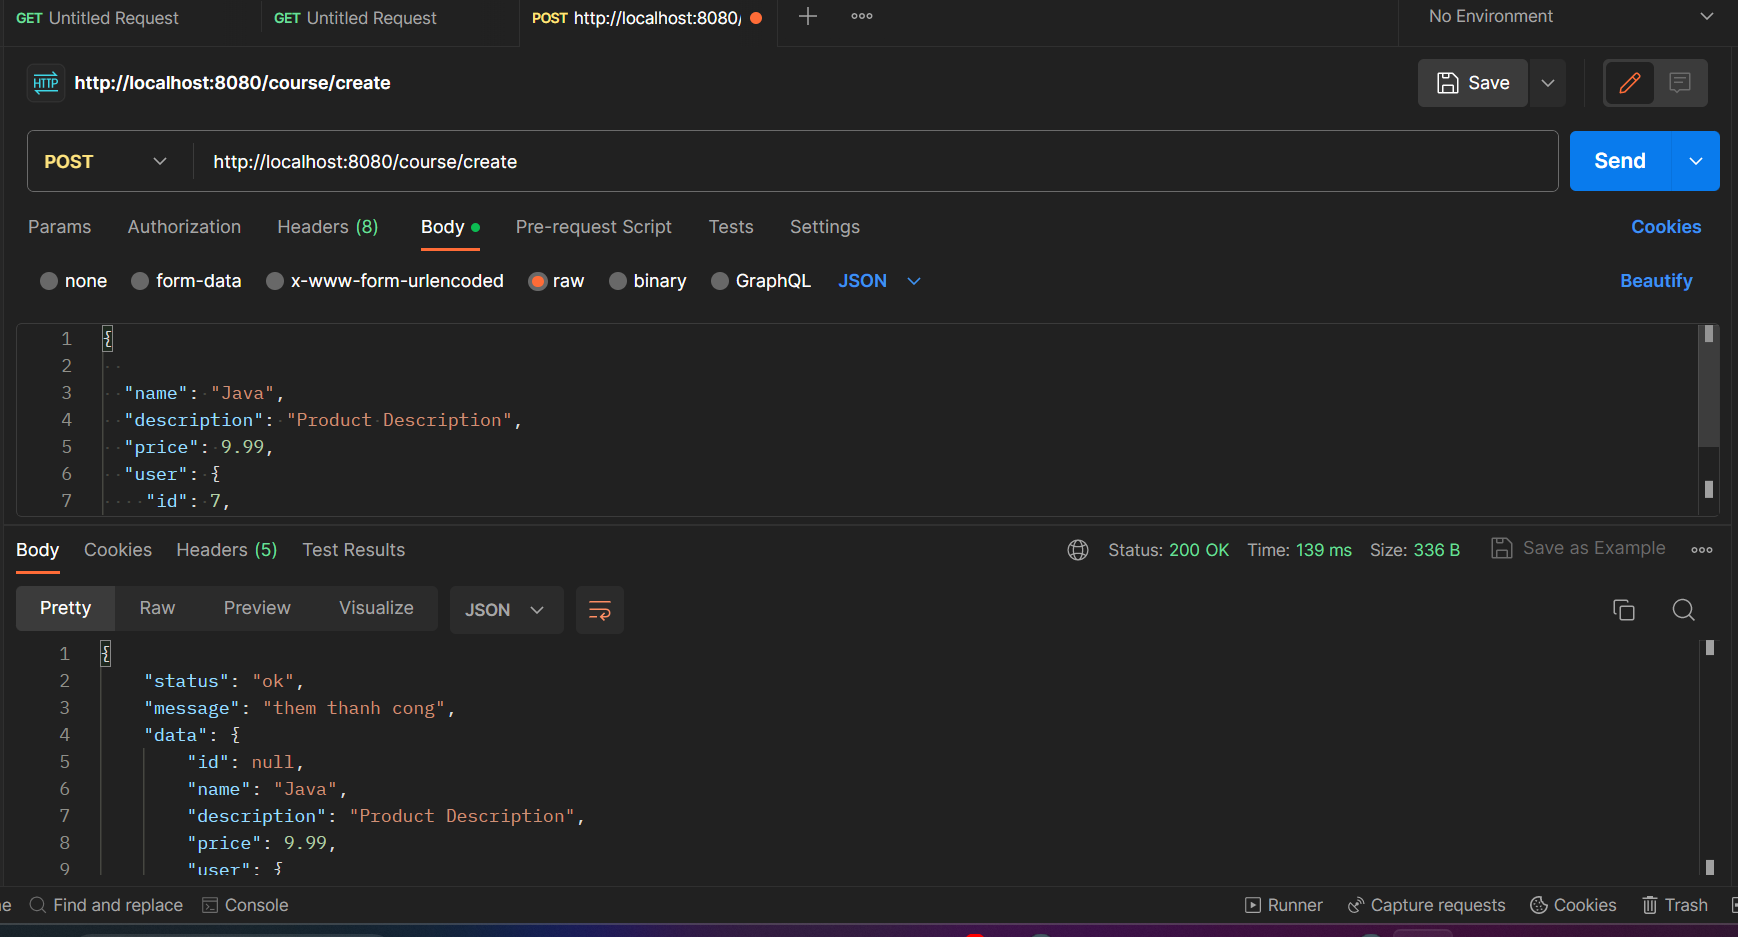 GET Untitled Request GET Untitled Request POST http://localhost:8080/ No Environment
HTTP http://localhost:8080/course/create Save
POST http://localhost:8080/course/create Send
Params Authorization Headers (8) Body Pre-request Script Tests Settings Cookies
none form-data x-www-form-urlencoded raw binary GraphQL JSON Beautify
1 {
2
3 "name": "Java",
4 "description": "Product Description",
5 "price": 9.99,
6 "user": {
7 "id": 7,
Body Cookies Headers (5) Test Results Status: 200 OK Time: 139 ms Size: 336 B Save as Example
Pretty Raw Preview Visualize JSON
1 {
2 "status": "ok",
3 "message": "them thanh cong",
4 "data": {
5 "id": null,
6 "name": "Java",
7 "description": "Product Description",
8 "price": 9.99,
9 "user": {
Find and replace Console Runner Capture requests Cookies Trash